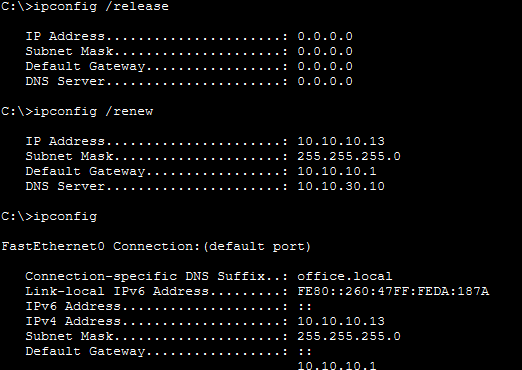 C:\>ipconfig /release
IP Address......................: 0.0.0.0
Subnet Mask.....................: 0.0.0.0
Default Gateway.................: 0.0.0.0
DNS Server......................: 0.0.0.0
C:\>ipconfig /renew
IP Address......................: 10.10.10.13
Subnet Mask.....................: 255.255.255.0
Default Gateway.................: 10.10.10.1
DNS Server......................: 10.10.30.10
C:\>ipconfig
FastEthernet0 Connection:(default port)
Connection-specific DNS Suffix..: office.local
Link-local IPv6 Address.........: FE80::260:47FF:FEDA:187A
IPv6 Address....................: ::
IPv4 Address....................: 10.10.10.13
Subnet Mask.....................: 255.255.255.0
Default Gateway.................: ::
10.10.10.1